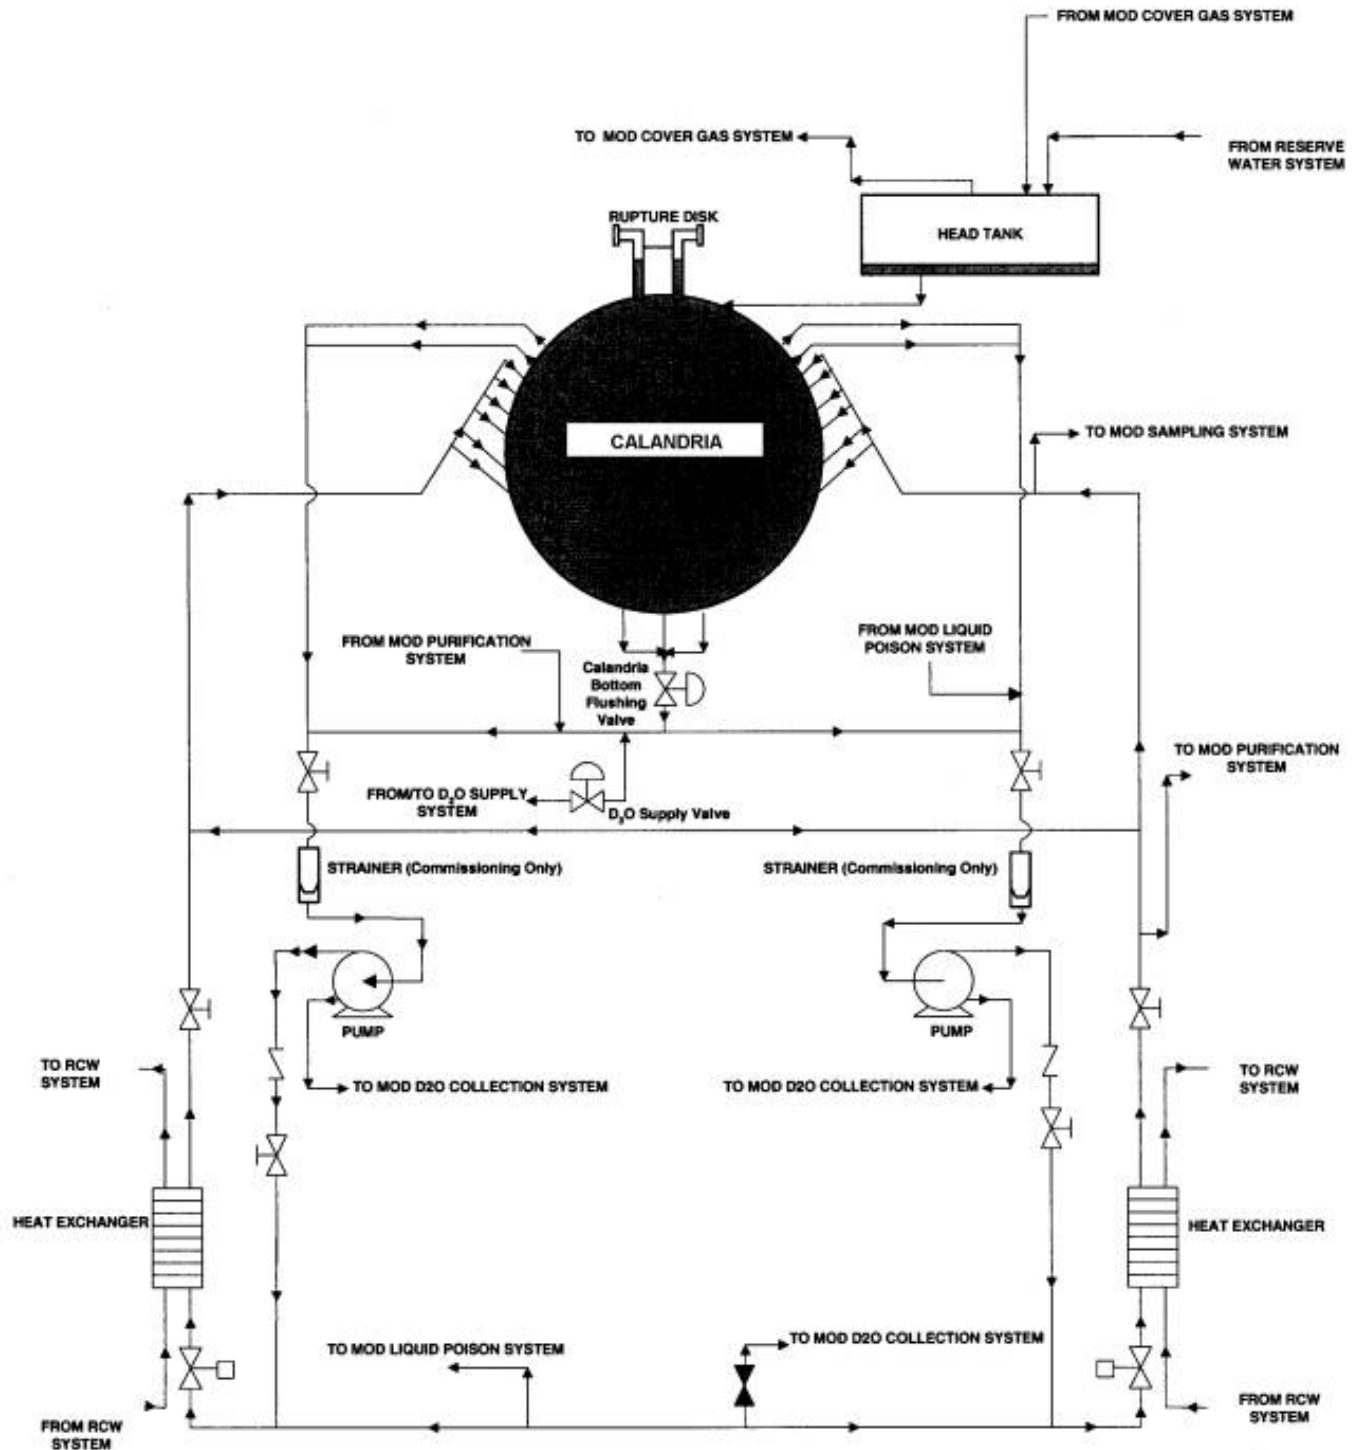 FROM MOD COVER GAS SYSTEM
TO MOD COVER GAS SYSTEM
FROM RESERVE
WATER SYSTEM
RUPTURE DISK
HEAD TANK
CALANDRIA
TO MOD SAMPLING SYSTEM
FROM MOD PURIFICATION
SYSTEM
FROM MOD LIQUID
POISON SYSTEM
Calandria
Bottom
Flushing
Valve
TO MOD PURIFICATION
SYSTEM
FROM/TO D₂O SUPPLY
SYSTEM
D₂O Supply Valve
STRAINER (Commissioning Only)
STRAINER (Commissioning Only)
PUMP
PUMP
TO RCW
SYSTEM
TO MOD D2O COLLECTION SYSTEM
TO MOD D2O COLLECTION SYSTEM
TO RCW
SYSTEM
HEAT EXCHANGER
HEAT EXCHANGER
TO MOD LIQUID POISON SYSTEM
TO MOD D2O COLLECTION SYSTEM
FROM RCW
SYSTEM
FROM RCW
SYSTEM